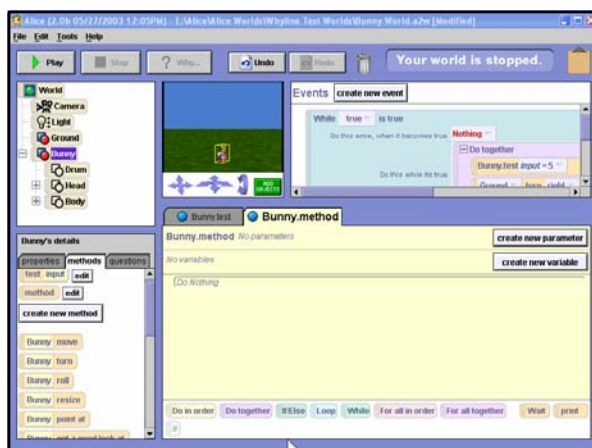 Alice (2.0b 05/27/2003 12:05PM) - E:\Alice\Alice Worlds\Whyline Test Worlds\Bunny World.a2w [Modified]
File Edit Tools Help
Play
Stop
? Why...
Undo
Redo
Your world is stopped.
World
Camera
Light
Ground
Bunny
Drum
Head
Body
ADD OBJECTS
Events create new event
While true is true
Do this once, when it becomes true Nothing
Do together
Bunny.test input = 5
Do this while its true
Ground turn right
Bunny's details
properties methods questions
test input edit
method edit
create new method
Bunny move
Bunny turn
Bunny roll
Bunny resize
Bunny point at
Bunny.test
Bunny.method
Bunny.method No parameters
create new parameter
No variables
create new variable
(Do Nothing
Do in order Do together If/Else Loop While For all in order For all together Wait print
//